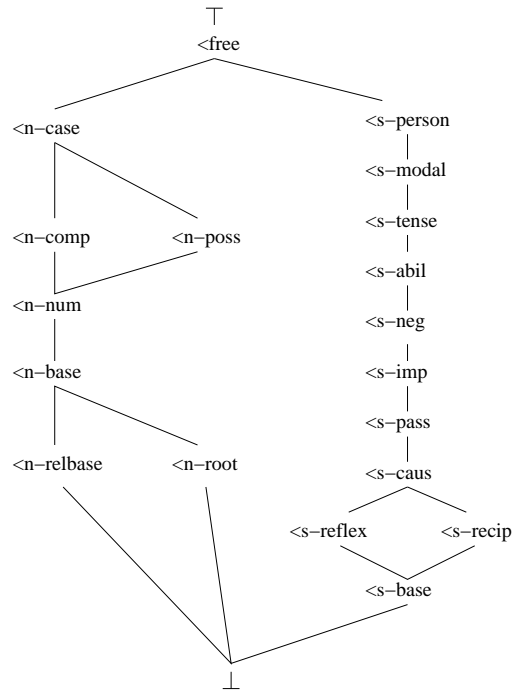 ⊤
<free
<n−case
<s−person
<s−modal
<s−tense
<n−comp <n−poss
<s−abil
<n−num
<s−neg
<n−base
<s−imp
<s−pass
<n−relbase <n−root
<s−caus
<s−reflex <s−recip
<s−base
⊥